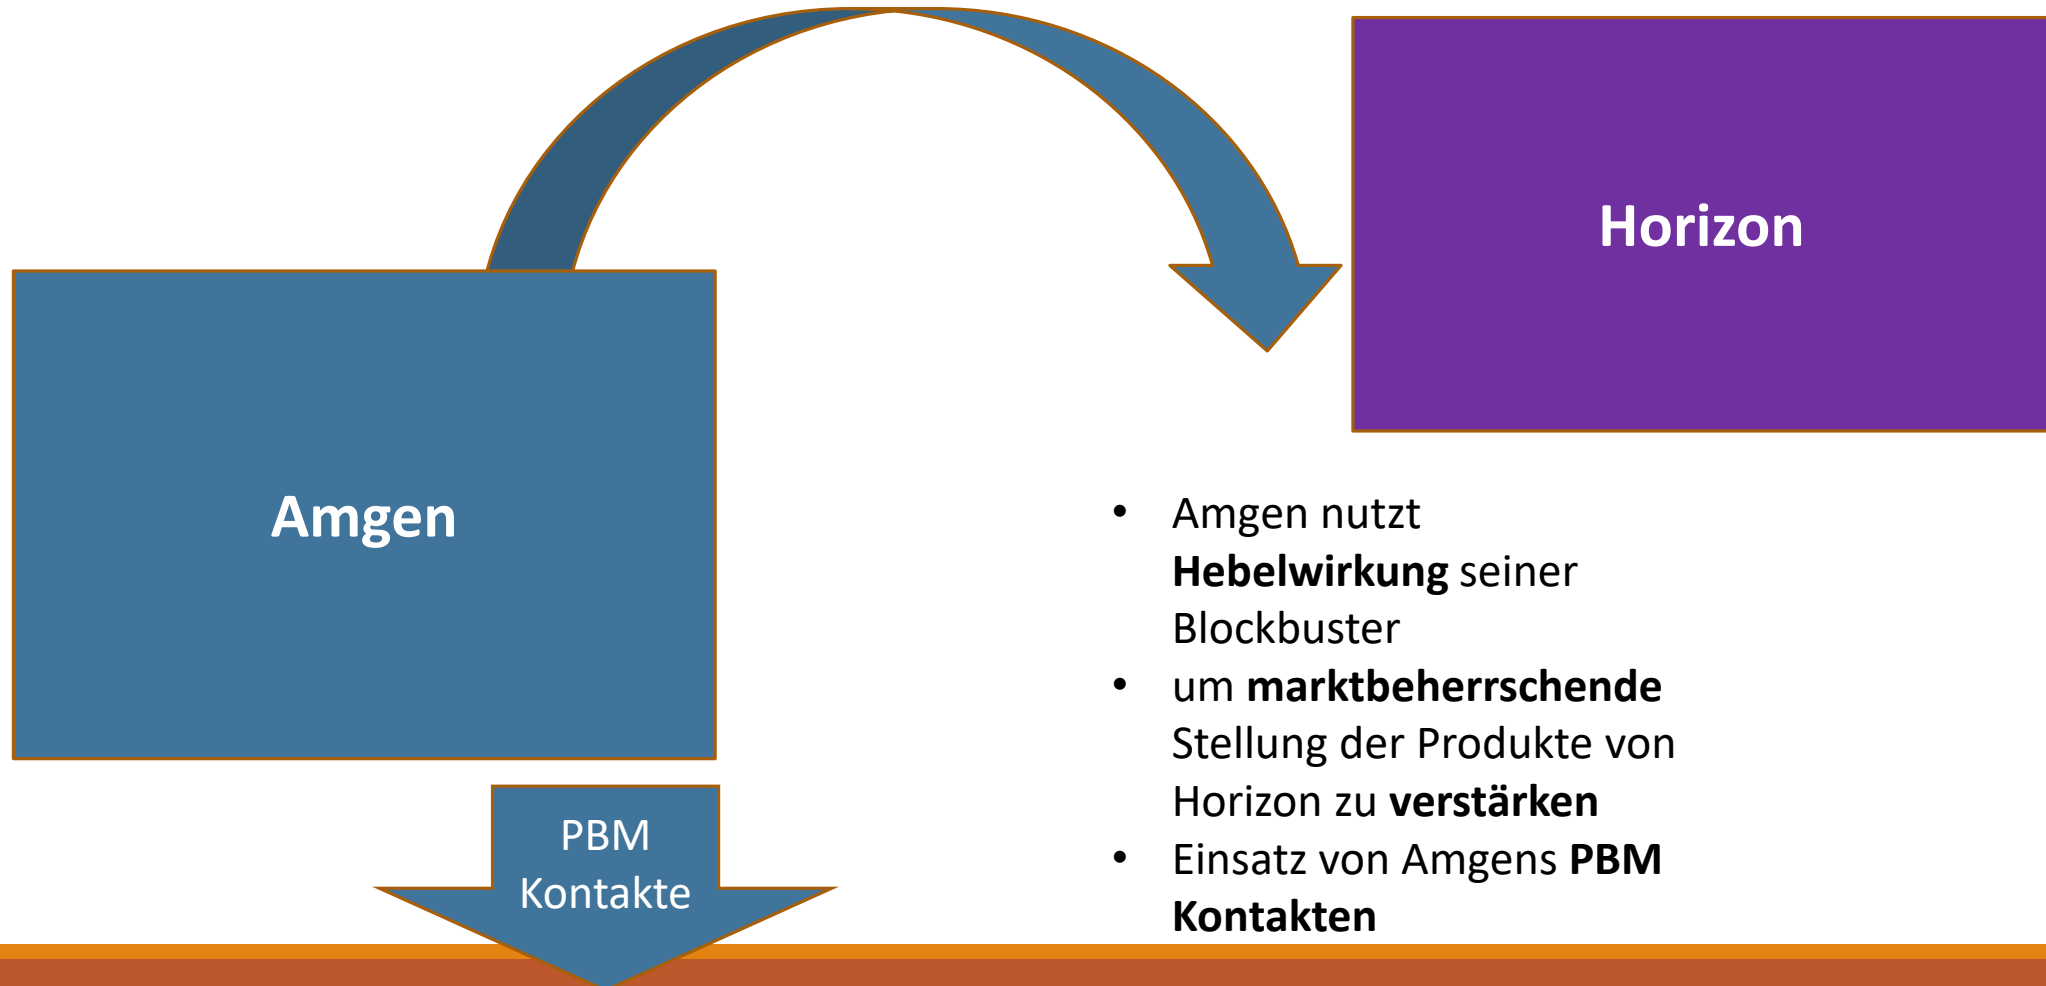 Horizon
Amgen
• Amgen nutzt
Hebelwirkung seiner
Blockbuster
• um marktbeherrschende
Stellung der Produkte von
Horizon zu verstärken
• Einsatz von Amgens PBM
Kontakten
PBM
Kontakte